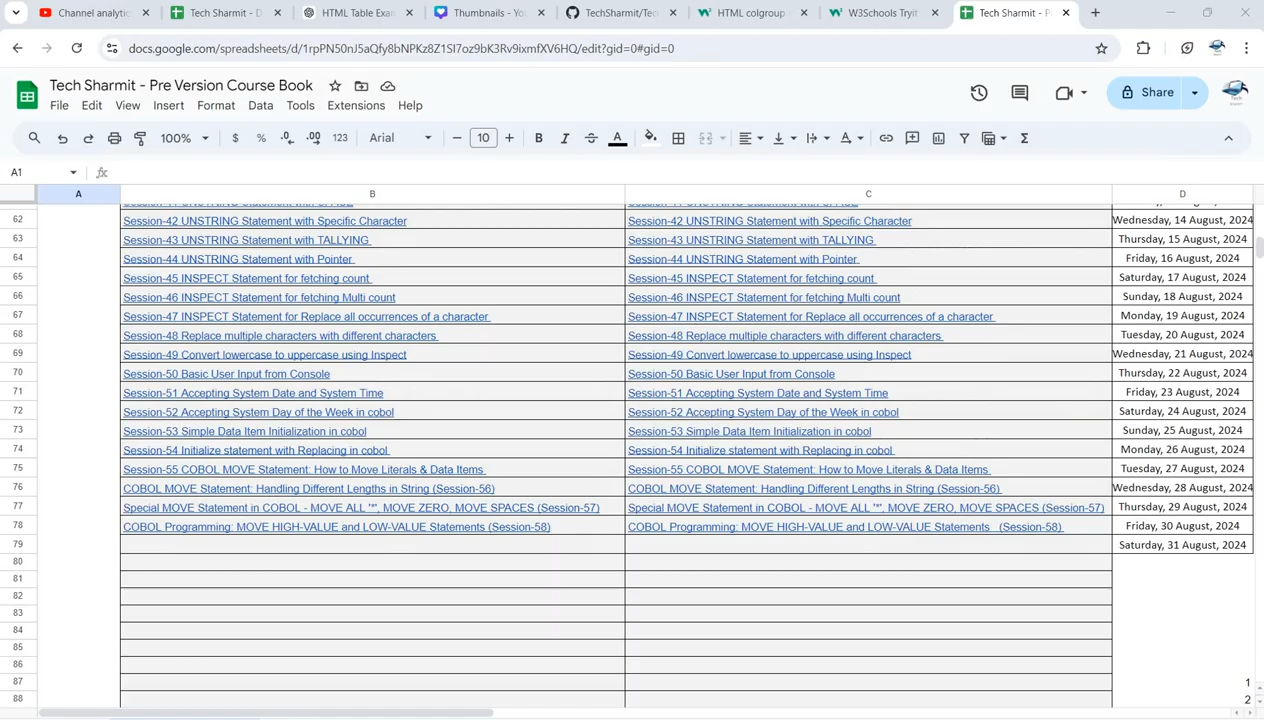 Channel analytic
Tech Sharmit - D
HTML Table Exa
Thumbnails - Yo
TechSharmit/Tec
HTML colgroup
W3Schools Tryit
Tech Sharmit - P
docs.google.com/spreadsheets/d/1rpPN50nJ5aQfy8bNPKz8Z1SI7oz9bK3Rv9ixmfXV6HQ/edit?gid=0#gid=0
Tech Sharmit - Pre Version Course Book
File Edit View Insert Format Data Tools Extensions Help
Share
100% $ % .0 .00 123 Arial 10 B I A
A1 fx
A B C D
62 Session-42 UNSTRING Statement with Specific Character Session-42 UNSTRING Statement with Specific Character Wednesday, 14 August, 2024
63 Session-43 UNSTRING Statement with TALLYING Session-43 UNSTRING Statement with TALLYING Thursday, 15 August, 2024
64 Session-44 UNSTRING Statement with Pointer Session-44 UNSTRING Statement with Pointer Friday, 16 August, 2024
65 Session-45 INSPECT Statement for fetching count Session-45 INSPECT Statement for fetching count Saturday, 17 August, 2024
66 Session-46 INSPECT Statement for fetching Multi count Session-46 INSPECT Statement for fetching Multi count Sunday, 18 August, 2024
67 Session-47 INSPECT Statement for Replace all occurrences of a character Session-47 INSPECT Statement for Replace all occurrences of a character Monday, 19 August, 2024
68 Session-48 Replace multiple characters with different characters Session-48 Replace multiple characters with different characters Tuesday, 20 August, 2024
69 Session-49 Convert lowercase to uppercase using Inspect Session-49 Convert lowercase to uppercase using Inspect Wednesday, 21 August, 2024
70 Session-50 Basic User Input from Console Session-50 Basic User Input from Console Thursday, 22 August, 2024
71 Session-51 Accepting System Date and System Time Session-51 Accepting System Date and System Time Friday, 23 August, 2024
72 Session-52 Accepting System Day of the Week in cobol Session-52 Accepting System Day of the Week in cobol Saturday, 24 August, 2024
73 Session-53 Simple Data Item Initialization in cobol Session-53 Simple Data Item Initialization in cobol Sunday, 25 August, 2024
74 Session-54 Initialize statement with Replacing in cobol Session-54 Initialize statement with Replacing in cobol Monday, 26 August, 2024
75 Session-55 COBOL MOVE Statement: How to Move Literals & Data Items Session-55 COBOL MOVE Statement: How to Move Literals & Data Items Tuesday, 27 August, 2024
76 COBOL MOVE Statement: Handling Different Lengths in String (Session-56) COBOL MOVE Statement: Handling Different Lengths in String (Session-56) Wednesday, 28 August, 2024
77 Special MOVE Statement in COBOL - MOVE ALL '*', MOVE ZERO, MOVE SPACES (Session-57) Special MOVE Statement in COBOL - MOVE ALL '*', MOVE ZERO, MOVE SPACES (Session-57) Thursday, 29 August, 2024
78 COBOL Programming: MOVE HIGH-VALUE and LOW-VALUE Statements (Session-58) COBOL Programming: MOVE HIGH-VALUE and LOW-VALUE Statements (Session-58) Friday, 30 August, 2024
79 Saturday, 31 August, 2024
80
81
82
83
84
85
86
87 1
88 2